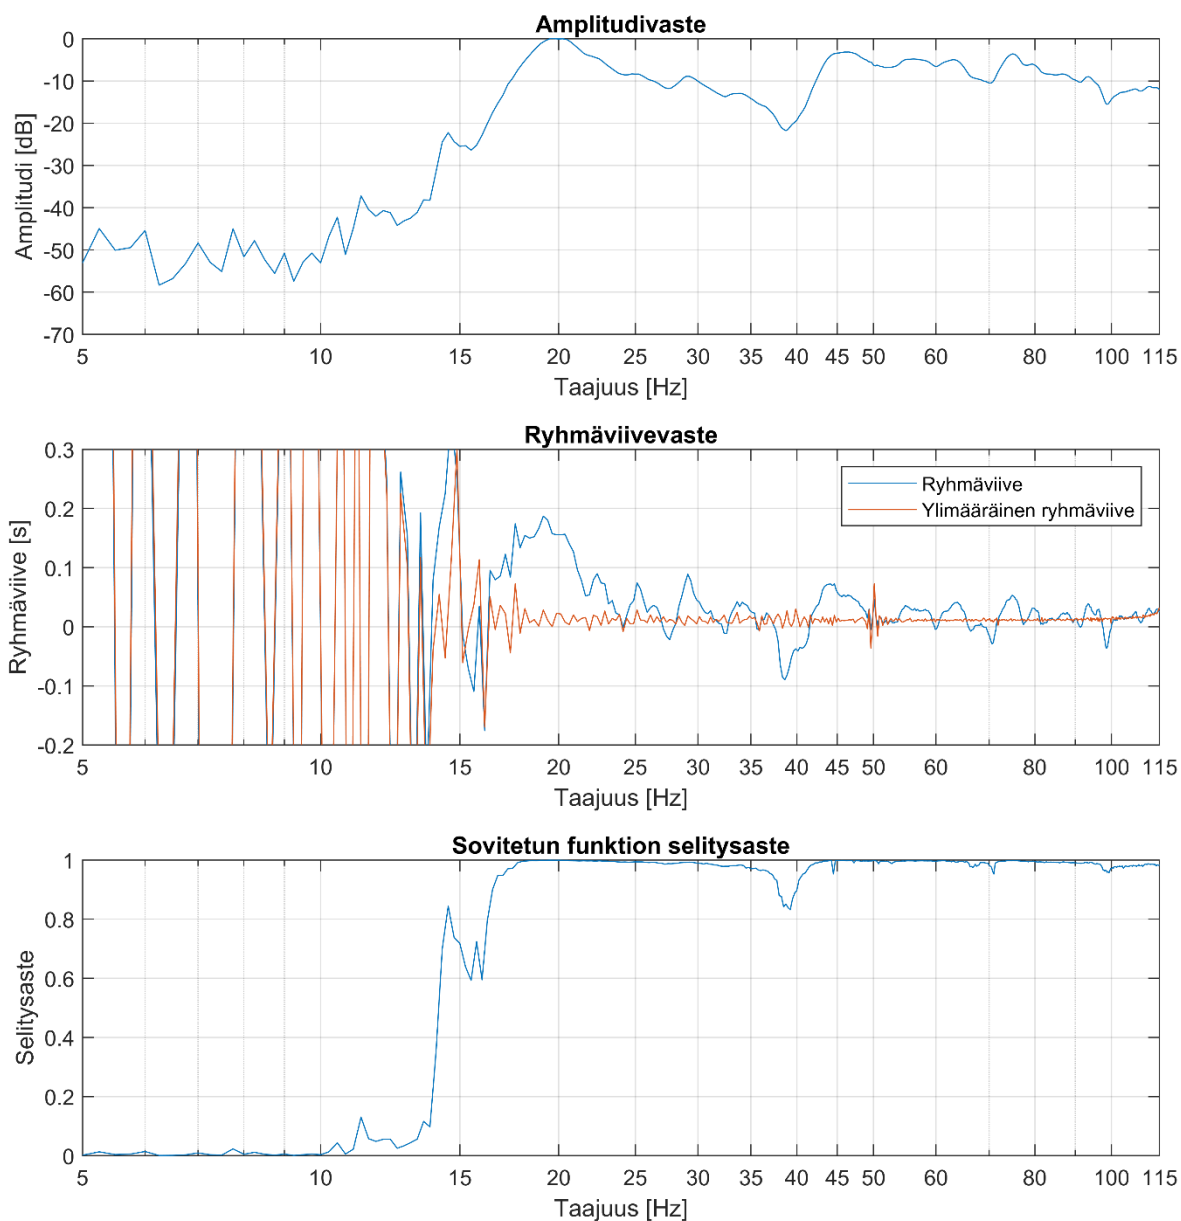 Amplitudivaste
0
-10
-20
-30
-40
-50
-60
-70
Amplitudi [dB]
5 10 15 20 25 30 35 40 45 50 60 80 100 115
Taajuus [Hz]
Ryhmäviivevaste
0.3
0.2
0.1
0
-0.1
-0.2
Ryhmäviive [s]
Ryhmäviive
Ylimääräinen ryhmäviive
5 10 15 20 25 30 35 40 45 50 60 80 100 115
Taajuus [Hz]
Sovitetun funktion selitysaste
1
0.8
0.6
0.4
0.2
0
Selitysaste
5 10 15 20 25 30 35 40 45 50 60 80 100 115
Taajuus [Hz]